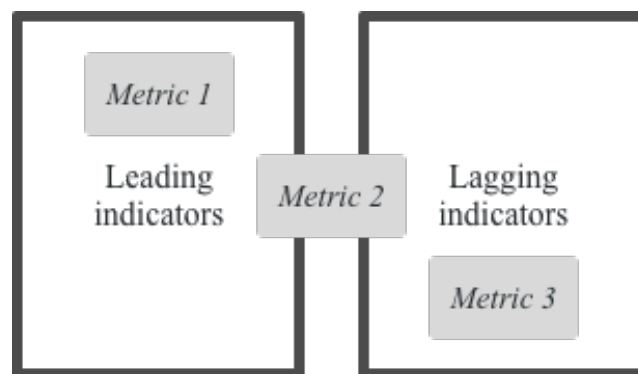 Metric 1
Leading
indicators
Metric 2
Lagging
indicators
Metric 3